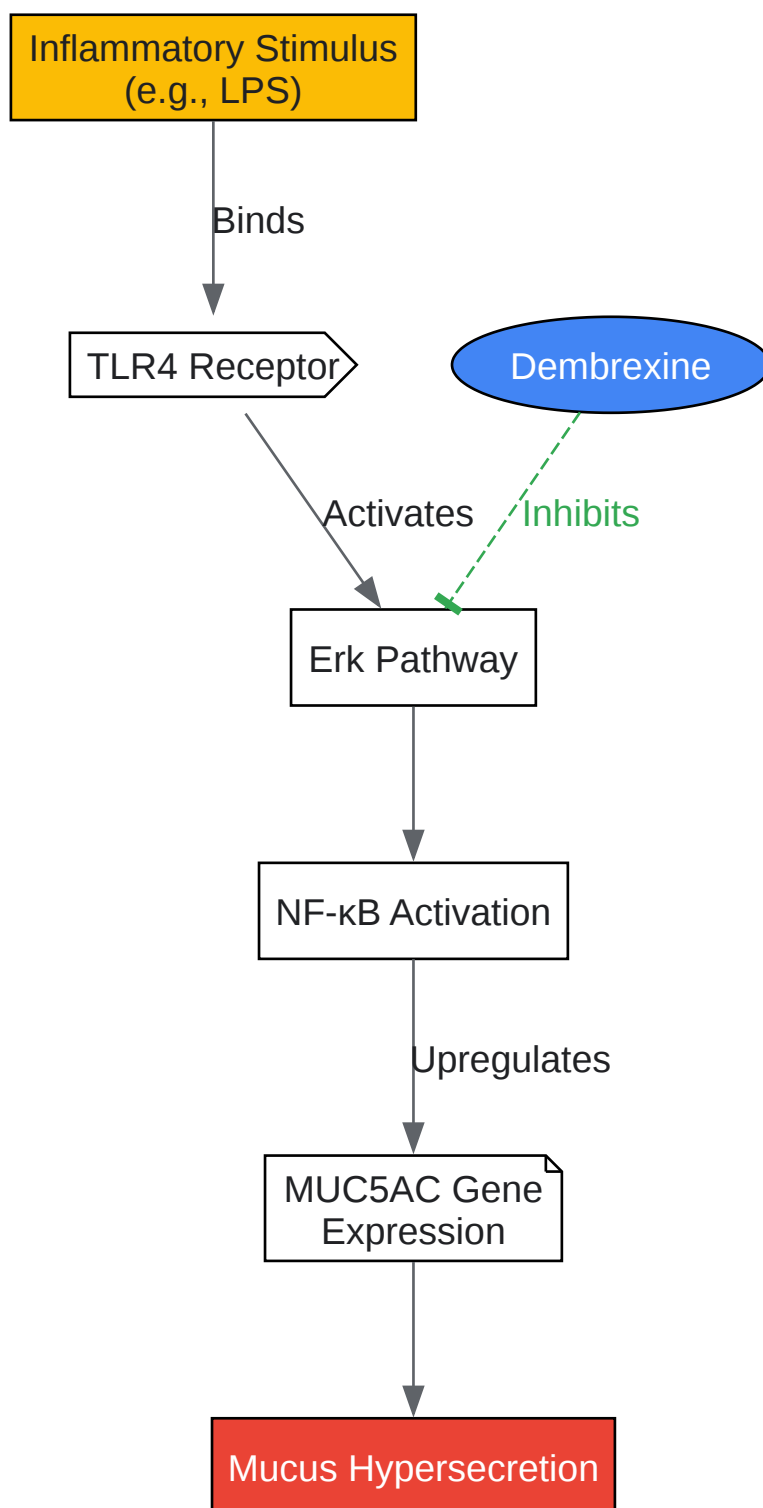 Inflammatory Stimulus
(e.g., LPS)
Binds
TLR4 Receptor
Dembrexine
Activates
Inhibits
Erk Pathway
NF-κB Activation
Upregulates
MUC5AC Gene
Expression
Mucus Hypersecretion